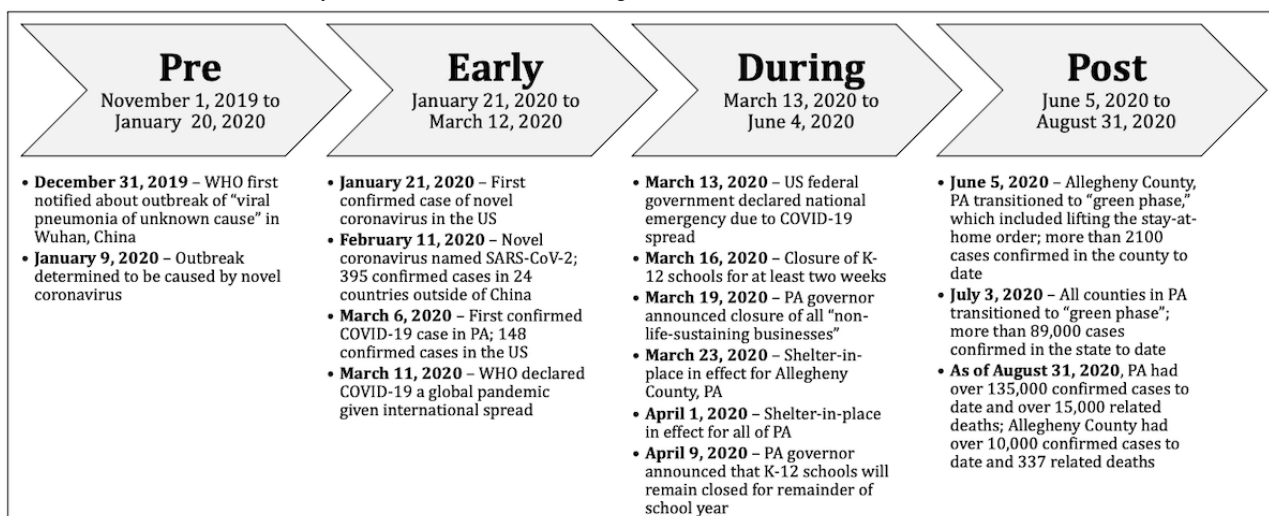 Pre
November 1, 2019 to
January 20, 2020
• December 31, 2019 – WHO first
notified about outbreak of “viral
pneumonia of unknown cause” in
Wuhan, China
• January 9, 2020 – Outbreak
determined to be caused by novel
coronavirus
Early
January 21, 2020 to
March 12, 2020
• January 21, 2020 – First
confirmed case of novel
coronavirus in the US
• February 11, 2020 – Novel
coronavirus named SARS-CoV-2;
395 confirmed cases in 24
countries outside of China
• March 6, 2020 – First confirmed
COVID-19 case in PA; 148
confirmed cases in the US
• March 11, 2020 – WHO declared
COVID-19 a global pandemic
given international spread
During
March 13, 2020 to
June 4, 2020
• March 13, 2020 – US federal
government declared national
emergency due to COVID-19
spread
• March 16, 2020 – Closure of K-
12 schools for at least two weeks
• March 19, 2020 – PA governor
announced closure of all “non-
life-sustaining businesses”
• March 23, 2020 – Shelter-in-
place in effect for Allegheny
County, PA
• April 1, 2020 – Shelter-in-place
in effect for all of PA
• April 9, 2020 – PA governor
announced that K-12 schools will
remain closed for remainder of
school year
Post
June 5, 2020 to
August 31, 2020
• June 5, 2020 – Allegheny County,
PA transitioned to “green phase,”
which included lifting the stay-at-
home order; more than 2100
cases confirmed in the county to
date
• July 3, 2020 – All counties in PA
transitioned to “green phase”;
more than 89,000 cases
confirmed in the state to date
• As of August 31, 2020, PA had
over 135,000 confirmed cases to
date and over 15,000 related
deaths; Allegheny County had
over 10,000 confirmed cases to
date and 337 related deaths